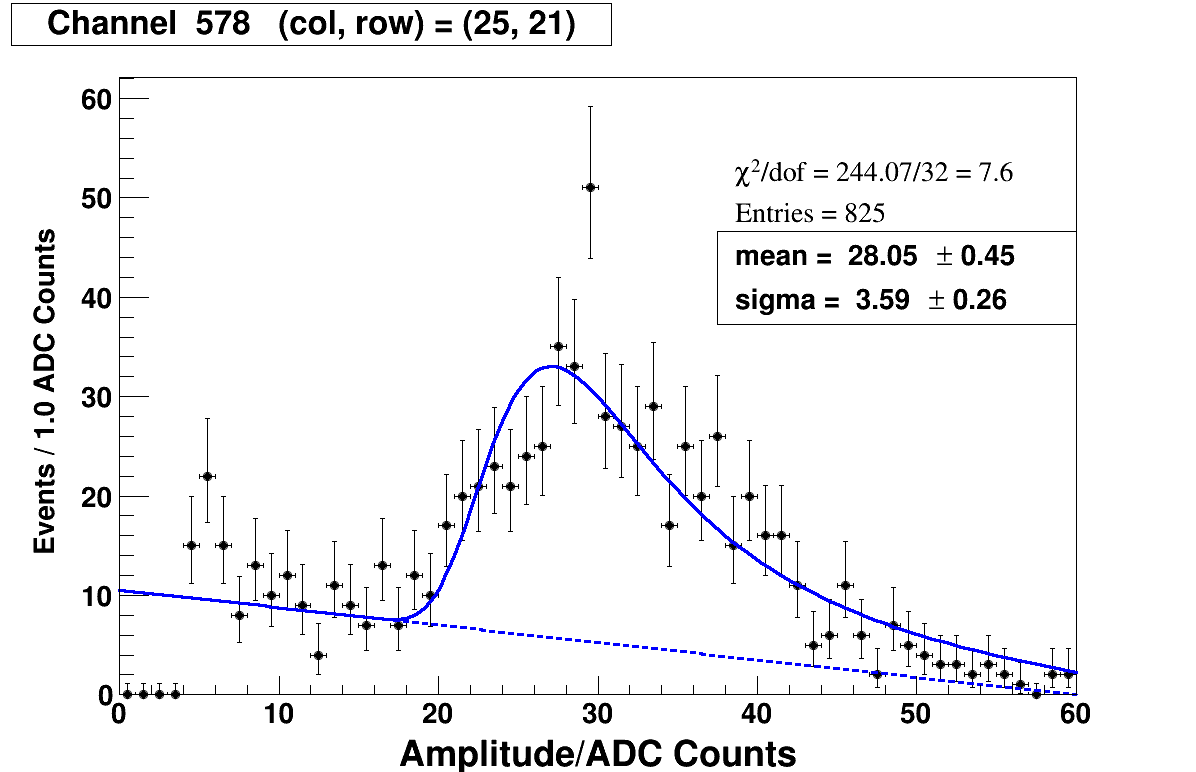 Channel 578 (col, row) = (25, 21)
χ²/dof = 244.07/32 = 7.6
Entries = 825
mean = 28.05 ± 0.45
sigma = 3.59 ± 0.26
Events / 1.0 ADC Counts
60
50
40
30
20
10
0
0 10 20 30 40 50 60
Amplitude/ADC Counts